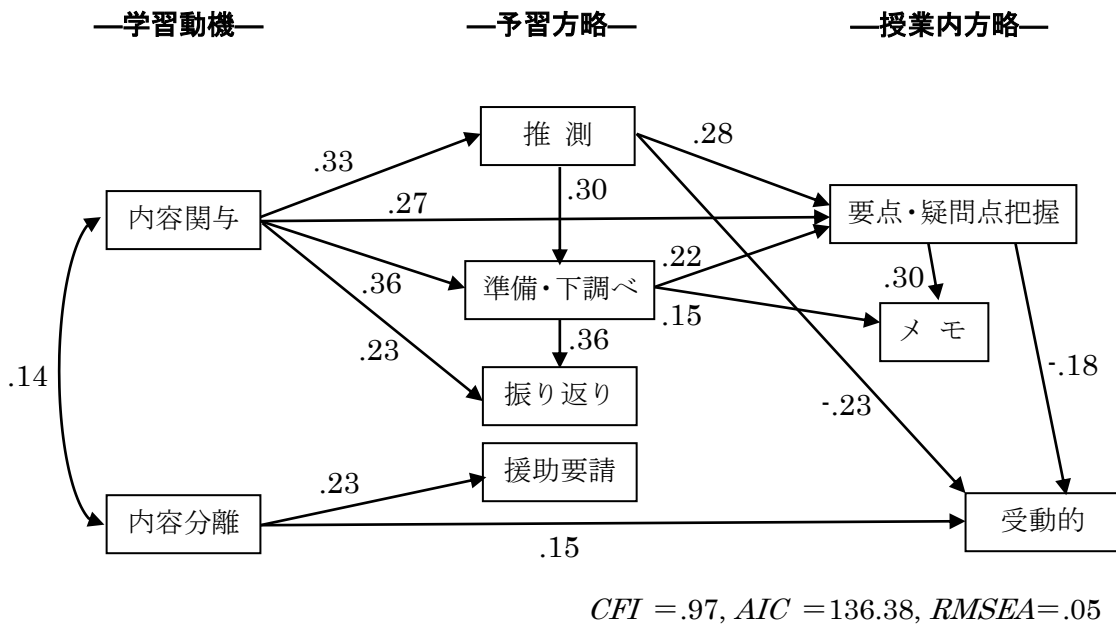 ―学習動機―
―予習方略―
―授業内方略―
推 測
.28
.33
.30
内容関与
.27
要点・疑問点把握
.22
準備・下調べ
.36
.30
.15
メ モ
.36
.23
.14
振り返り
-.18
-.23
援助要請
.23
内容分離
受動的
.15
CFI =.97, AIC =136.38, RMSEA=.05